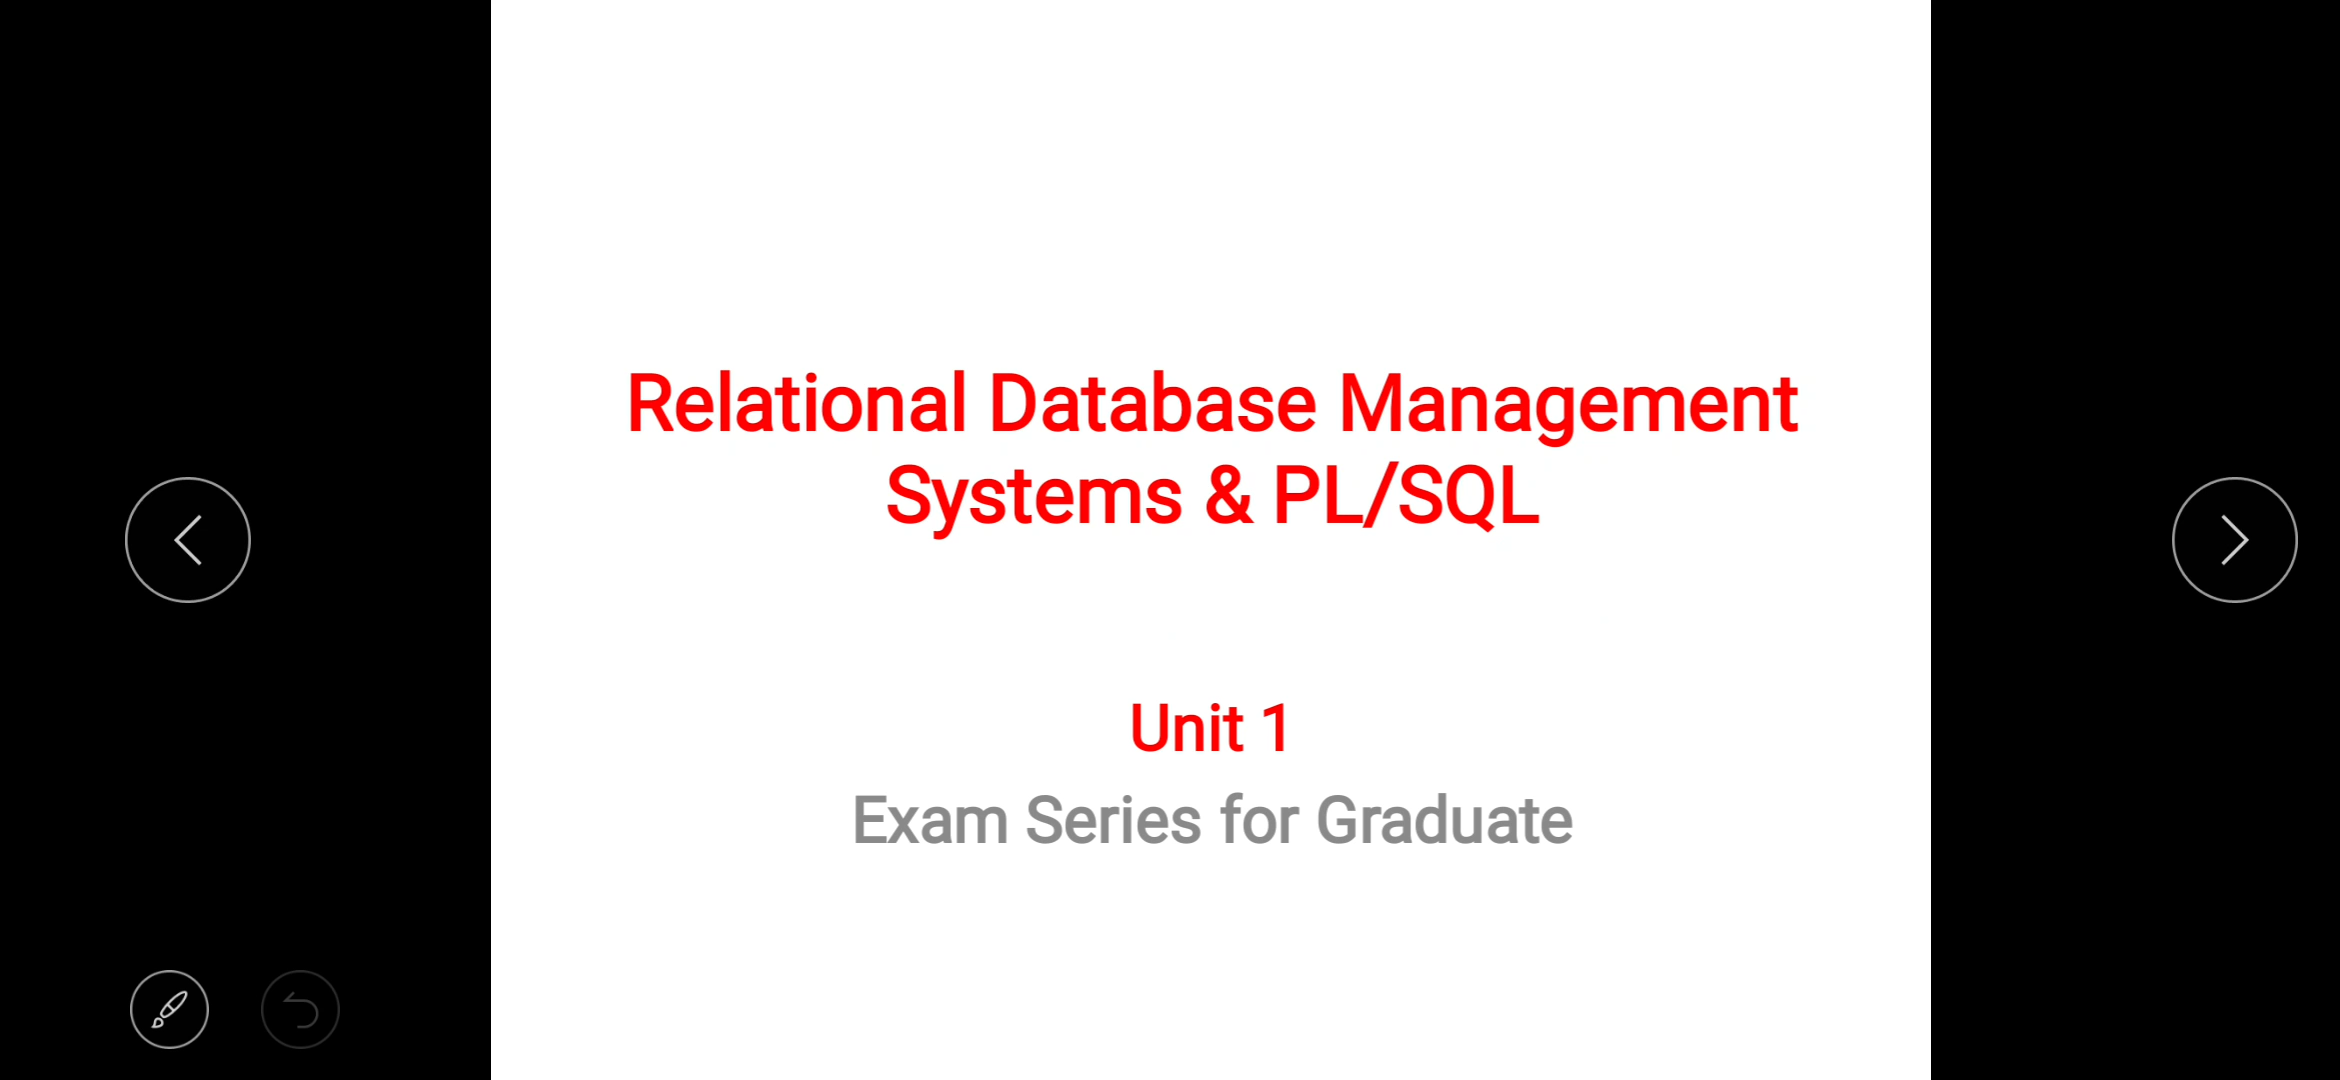 Relational Database Management
Systems & PL/SQL
Unit 1
Exam Series for Graduate